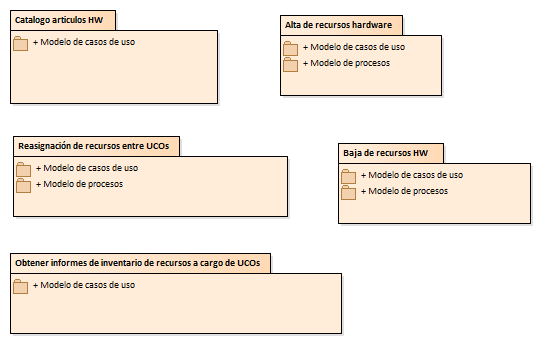 Catalogo articulos HW
+ Modelo de casos de uso
Alta de recursos hardware
+ Modelo de casos de uso
+ Modelo de procesos
Reasignación de recursos entre UCOs
+ Modelo de casos de uso
+ Modelo de procesos
Baja de recursos HW
+ Modelo de casos de uso
+ Modelo de procesos
Obtener informes de inventario de recursos a cargo de UCOs
+ Modelo de casos de uso